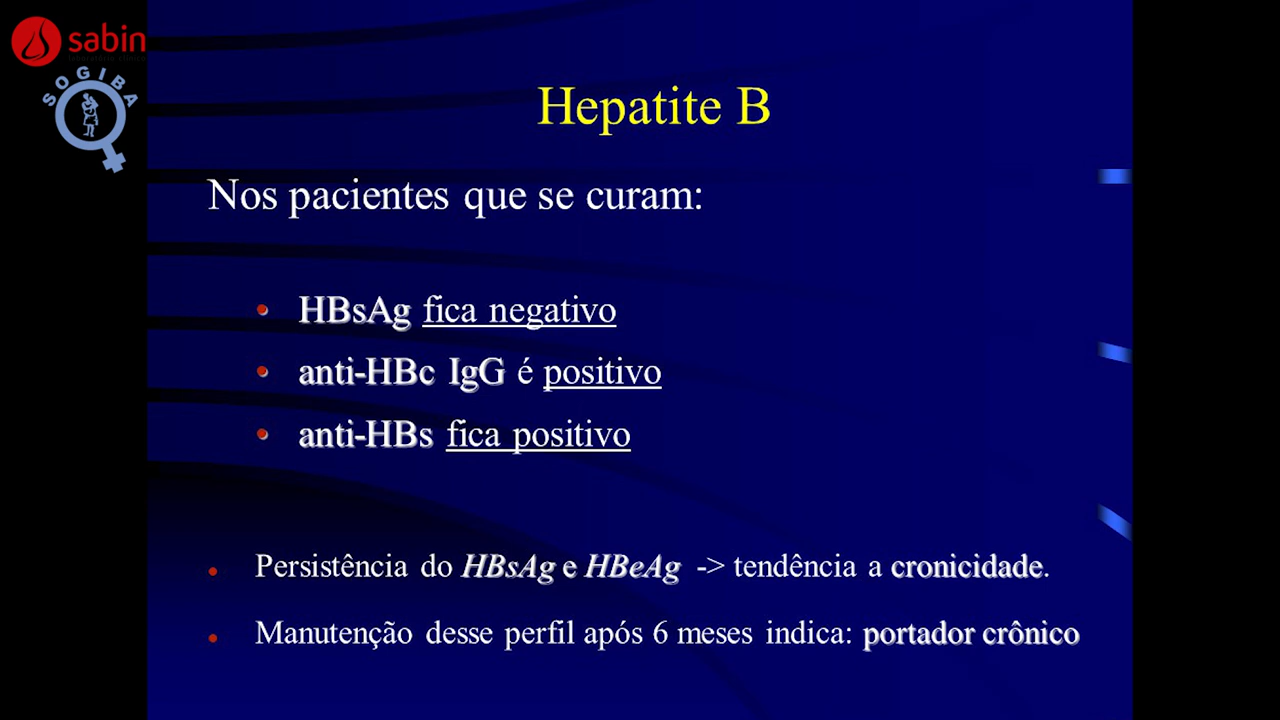 sabin
SOGIBA
Hepatite B
Nos pacientes que se curam:
• HBsAg fica negativo
• anti-HBc IgG é positivo
• anti-HBs fica positivo
• Persistência do HBsAg e HBeAg -> tendência a cronicidade.
• Manutenção desse perfil após 6 meses indica: portador crônico